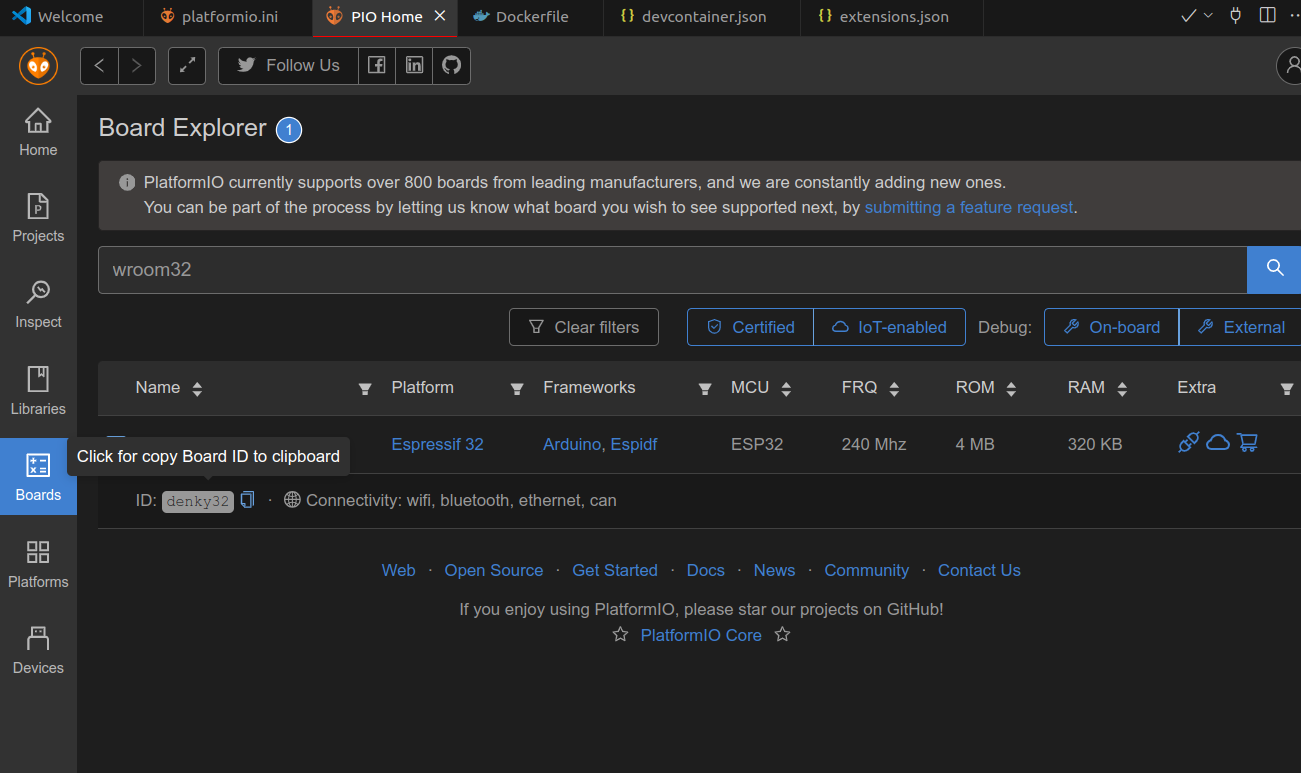 Welcome platformio.ini PIO Home Dockerfile {} devcontainer.json {} extensions.json
Follow Us
Home
Projects
Inspect
Libraries
Boards
Platforms
Devices
Board Explorer 1
PlatformIO currently supports over 800 boards from leading manufacturers, and we are constantly adding new ones.
You can be part of the process by letting us know what board you wish to see supported next, by submitting a feature request.
wroom32
Clear filters Certified IoT-enabled Debug: On-board External
Name Platform Frameworks MCU FRQ ROM RAM Extra
Espressif 32 Arduino, Espidf ESP32 240 Mhz 4 MB 320 KB
Click for copy Board ID to clipboard
ID: denky32 · Connectivity: wifi, bluetooth, ethernet, can
Web · Open Source · Get Started · Docs · News · Community · Contact Us
If you enjoy using PlatformIO, please star our projects on GitHub!
PlatformIO Core